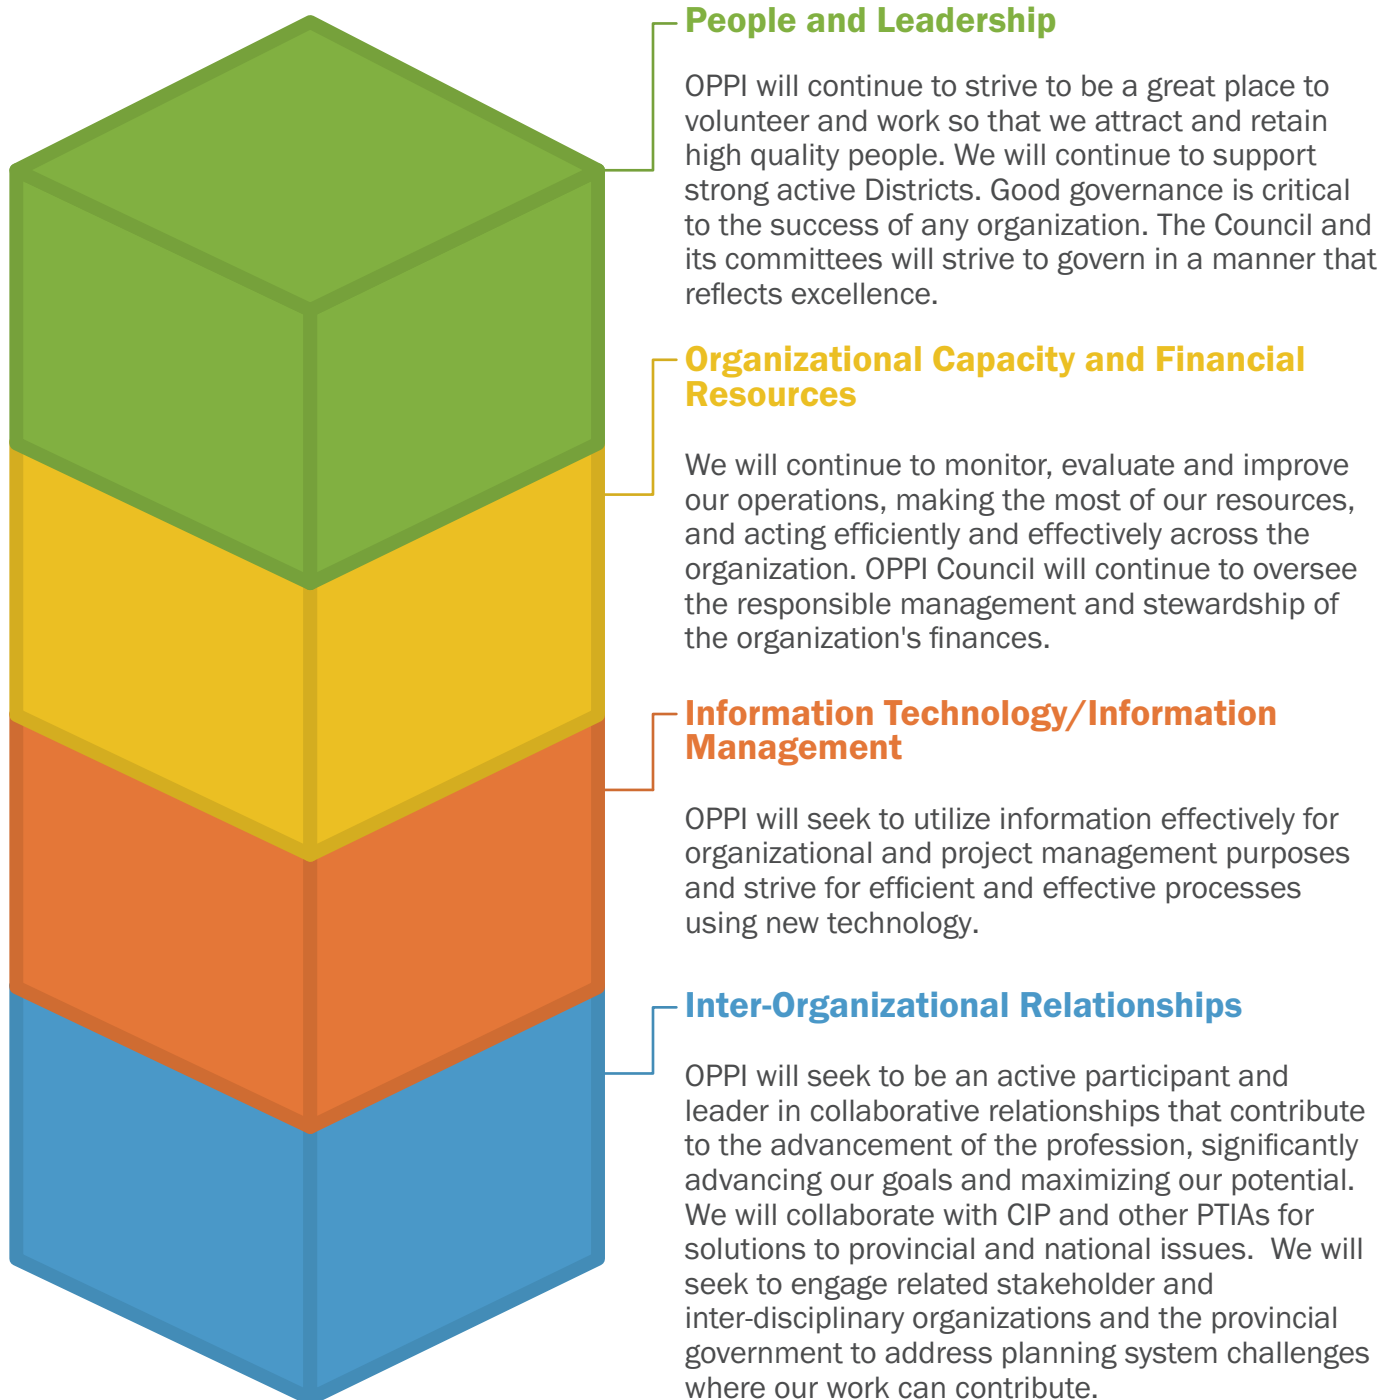 People and Leadership
OPPI will continue to strive to be a great place to
volunteer and work so that we attract and retain
high quality people. We will continue to support
strong active Districts. Good governance is critical
to the success of any organization. The Council and
its committees will strive to govern in a manner that
reflects excellence.
Organizational Capacity and Financial
Resources
We will continue to monitor, evaluate and improve
our operations, making the most of our resources,
and acting efficiently and effectively across the
organization. OPPI Council will continue to oversee
the responsible management and stewardship of
the organization's finances.
Information Technology/Information
Management
OPPI will seek to utilize information effectively for
organizational and project management purposes
and strive for efficient and effective processes
using new technology.
Inter-Organizational Relationships
OPPI will seek to be an active participant and
leader in collaborative relationships that contribute
to the advancement of the profession, significantly
advancing our goals and maximizing our potential.
We will collaborate with CIP and other PTIAs for
solutions to provincial and national issues.  We will
seek to engage related stakeholder and
inter-disciplinary organizations and the provincial
government to address planning system challenges
where our work can contribute.